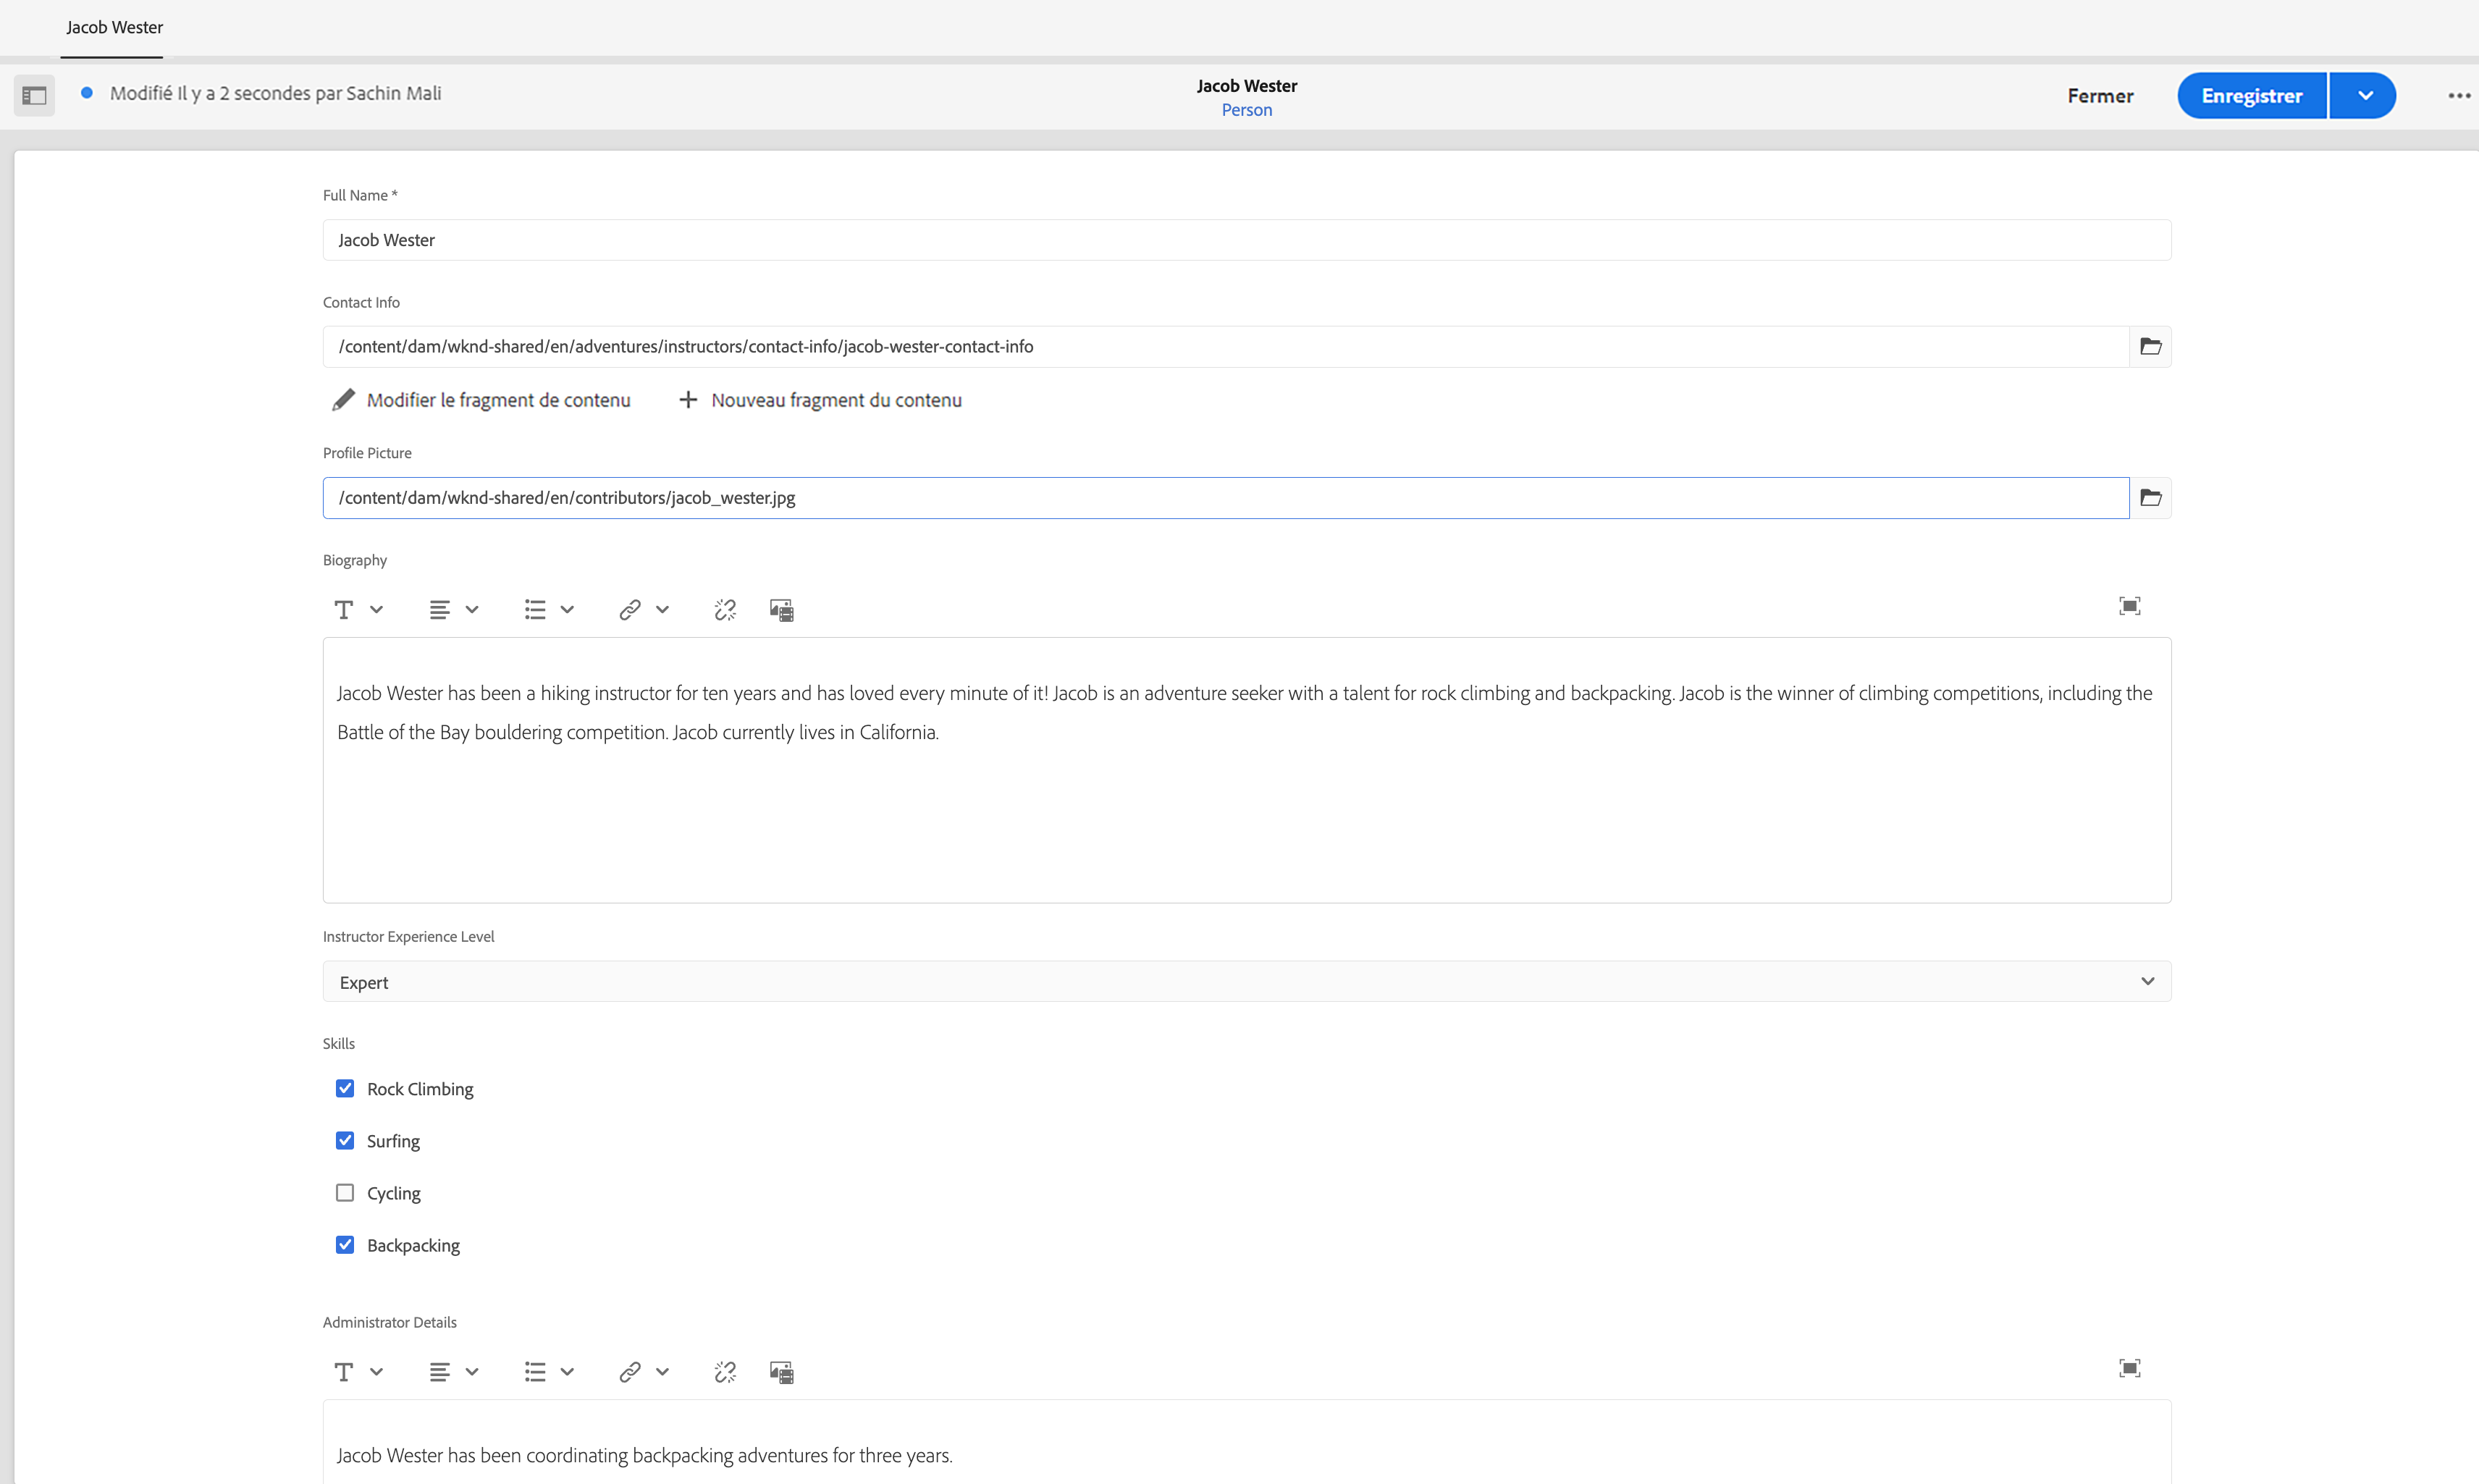 Jacob Wester
Modifié Il y a 2 secondes par Sachin Mali
Jacob Wester
Person
Fermer
Enregistrer
Full Name *
Jacob Wester
Contact Info
/content/dam/wknd-shared/en/adventures/instructors/contact-info/jacob-wester-contact-info
Modifier le fragment de contenu
Nouveau fragment du contenu
Profile Picture
/content/dam/wknd-shared/en/contributors/jacob_wester.jpg
Biography
Jacob Wester has been a hiking instructor for ten years and has loved every minute of it! Jacob is an adventure seeker with a talent for rock climbing and backpacking. Jacob is the winner of climbing competitions, including the
Battle of the Bay bouldering competition. Jacob currently lives in California.
Instructor Experience Level
Expert
Skills
Rock Climbing
Surfing
Cycling
Backpacking
Administrator Details
Jacob Wester has been coordinating backpacking adventures for three years.